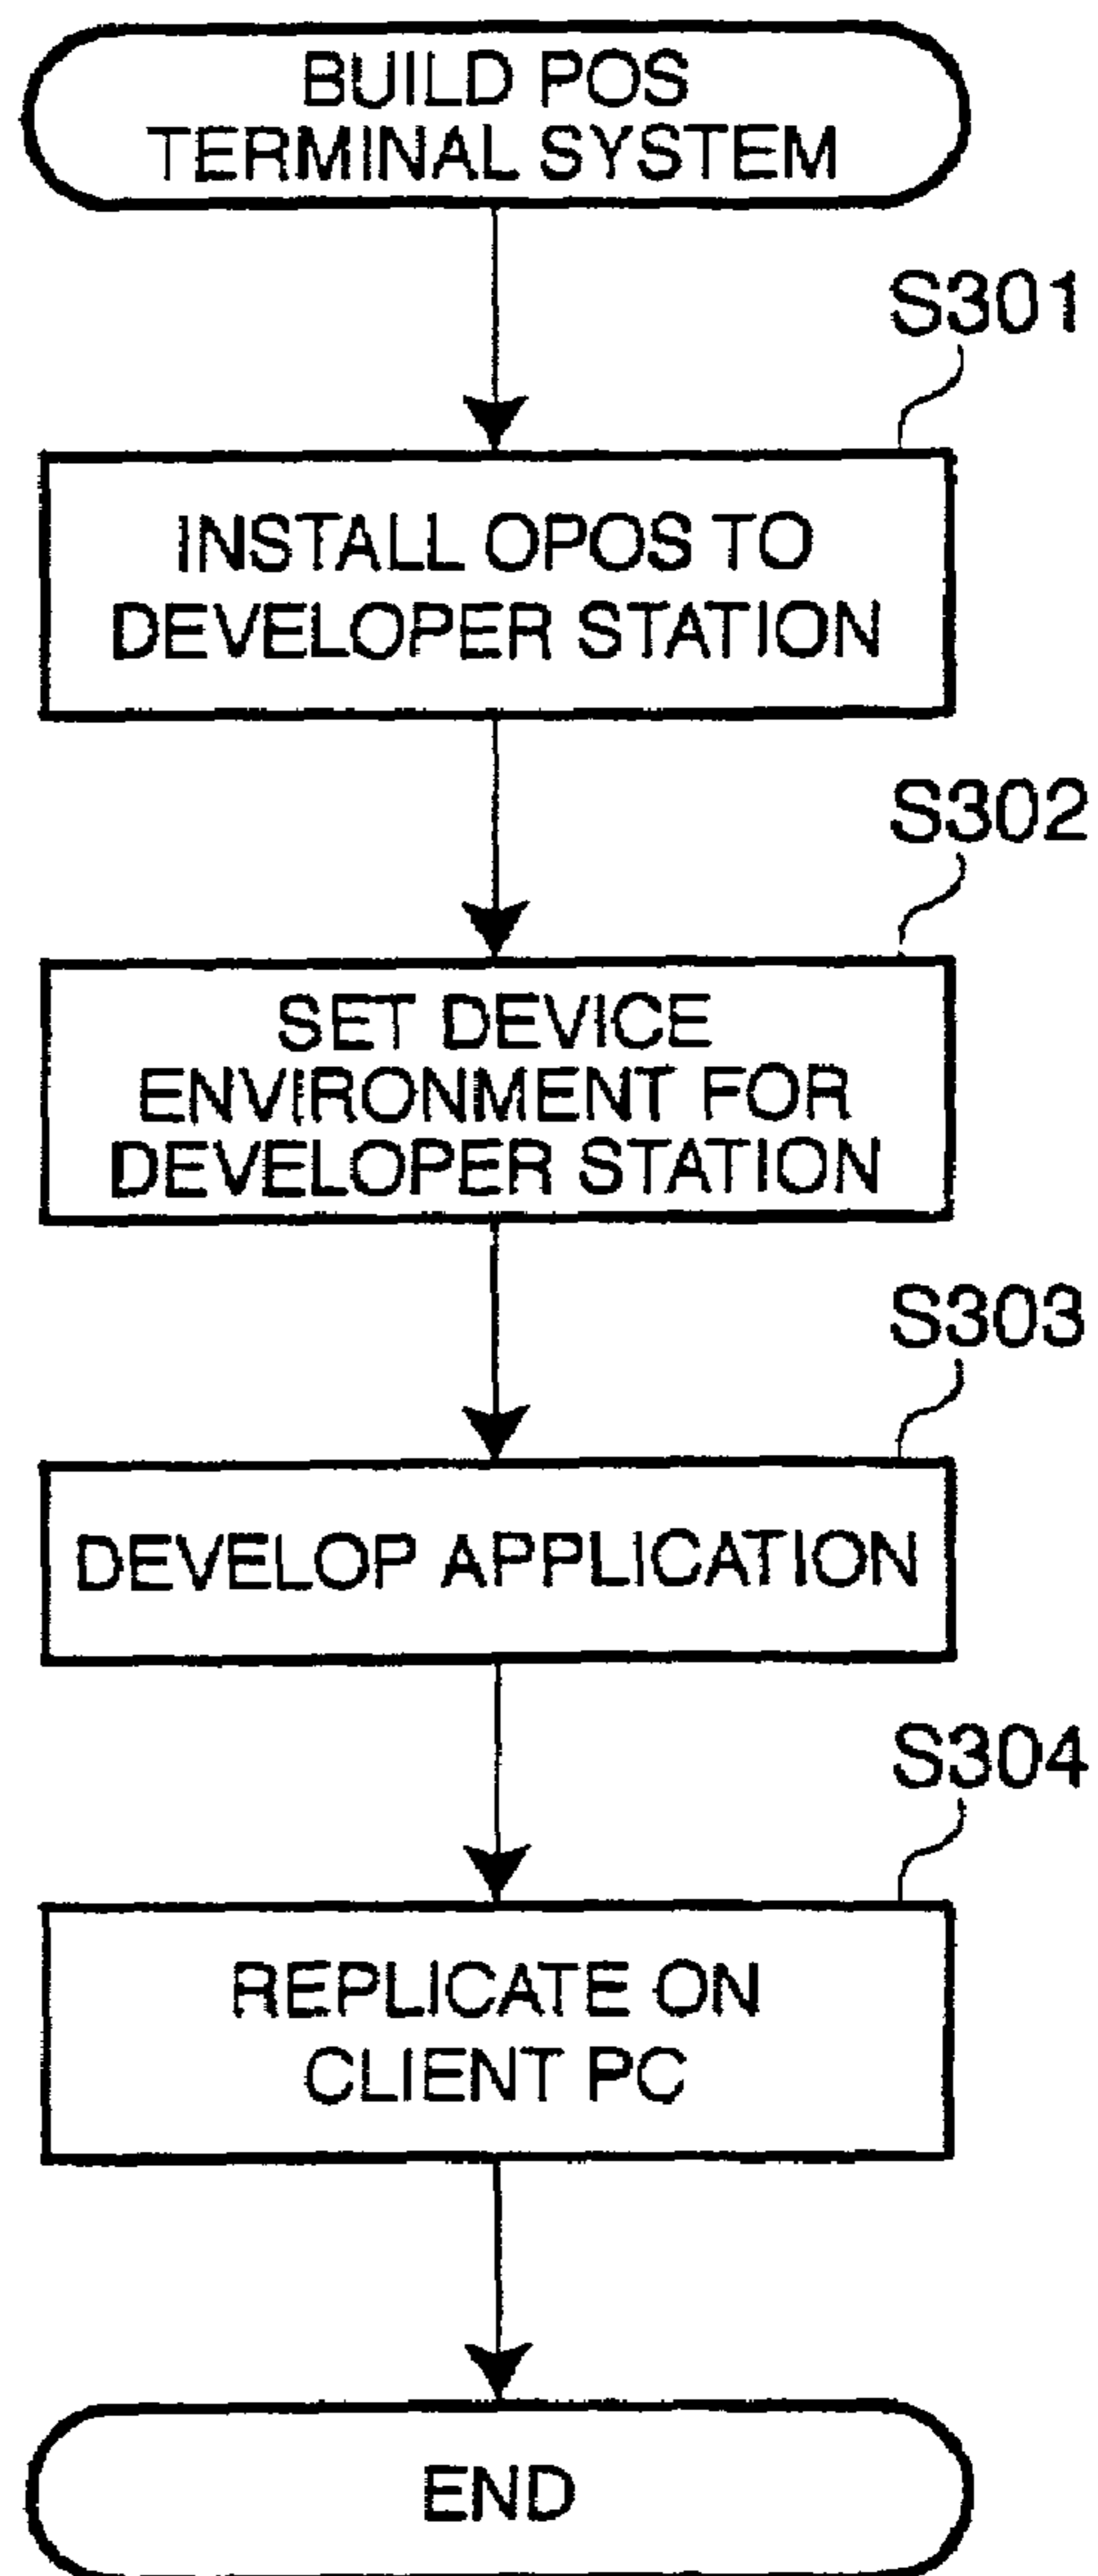 BUILD POS
TERMINAL SYSTEM
S301
INSTALL OPOS TO
DEVELOPER STATION
S302
SET DEVICE
ENVIRONMENT FOR
DEVELOPER STATION
S303
DEVELOP APPLICATION
S304
REPLICATE ON
CLIENT PC
END